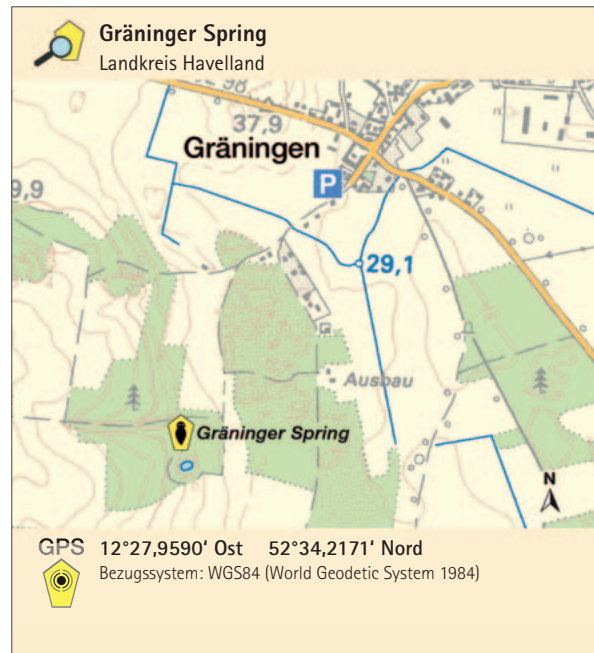 Gräninger Spring
Landkreis Havelland
98
37,9
Gräningen
P
9,9
29,1
Ausbau
Gräninger Spring
N
GPS 12°27,9590‘ Ost 52°34,2171‘ Nord
Bezugssystem: WGS84 (World Geodetic System 1984)